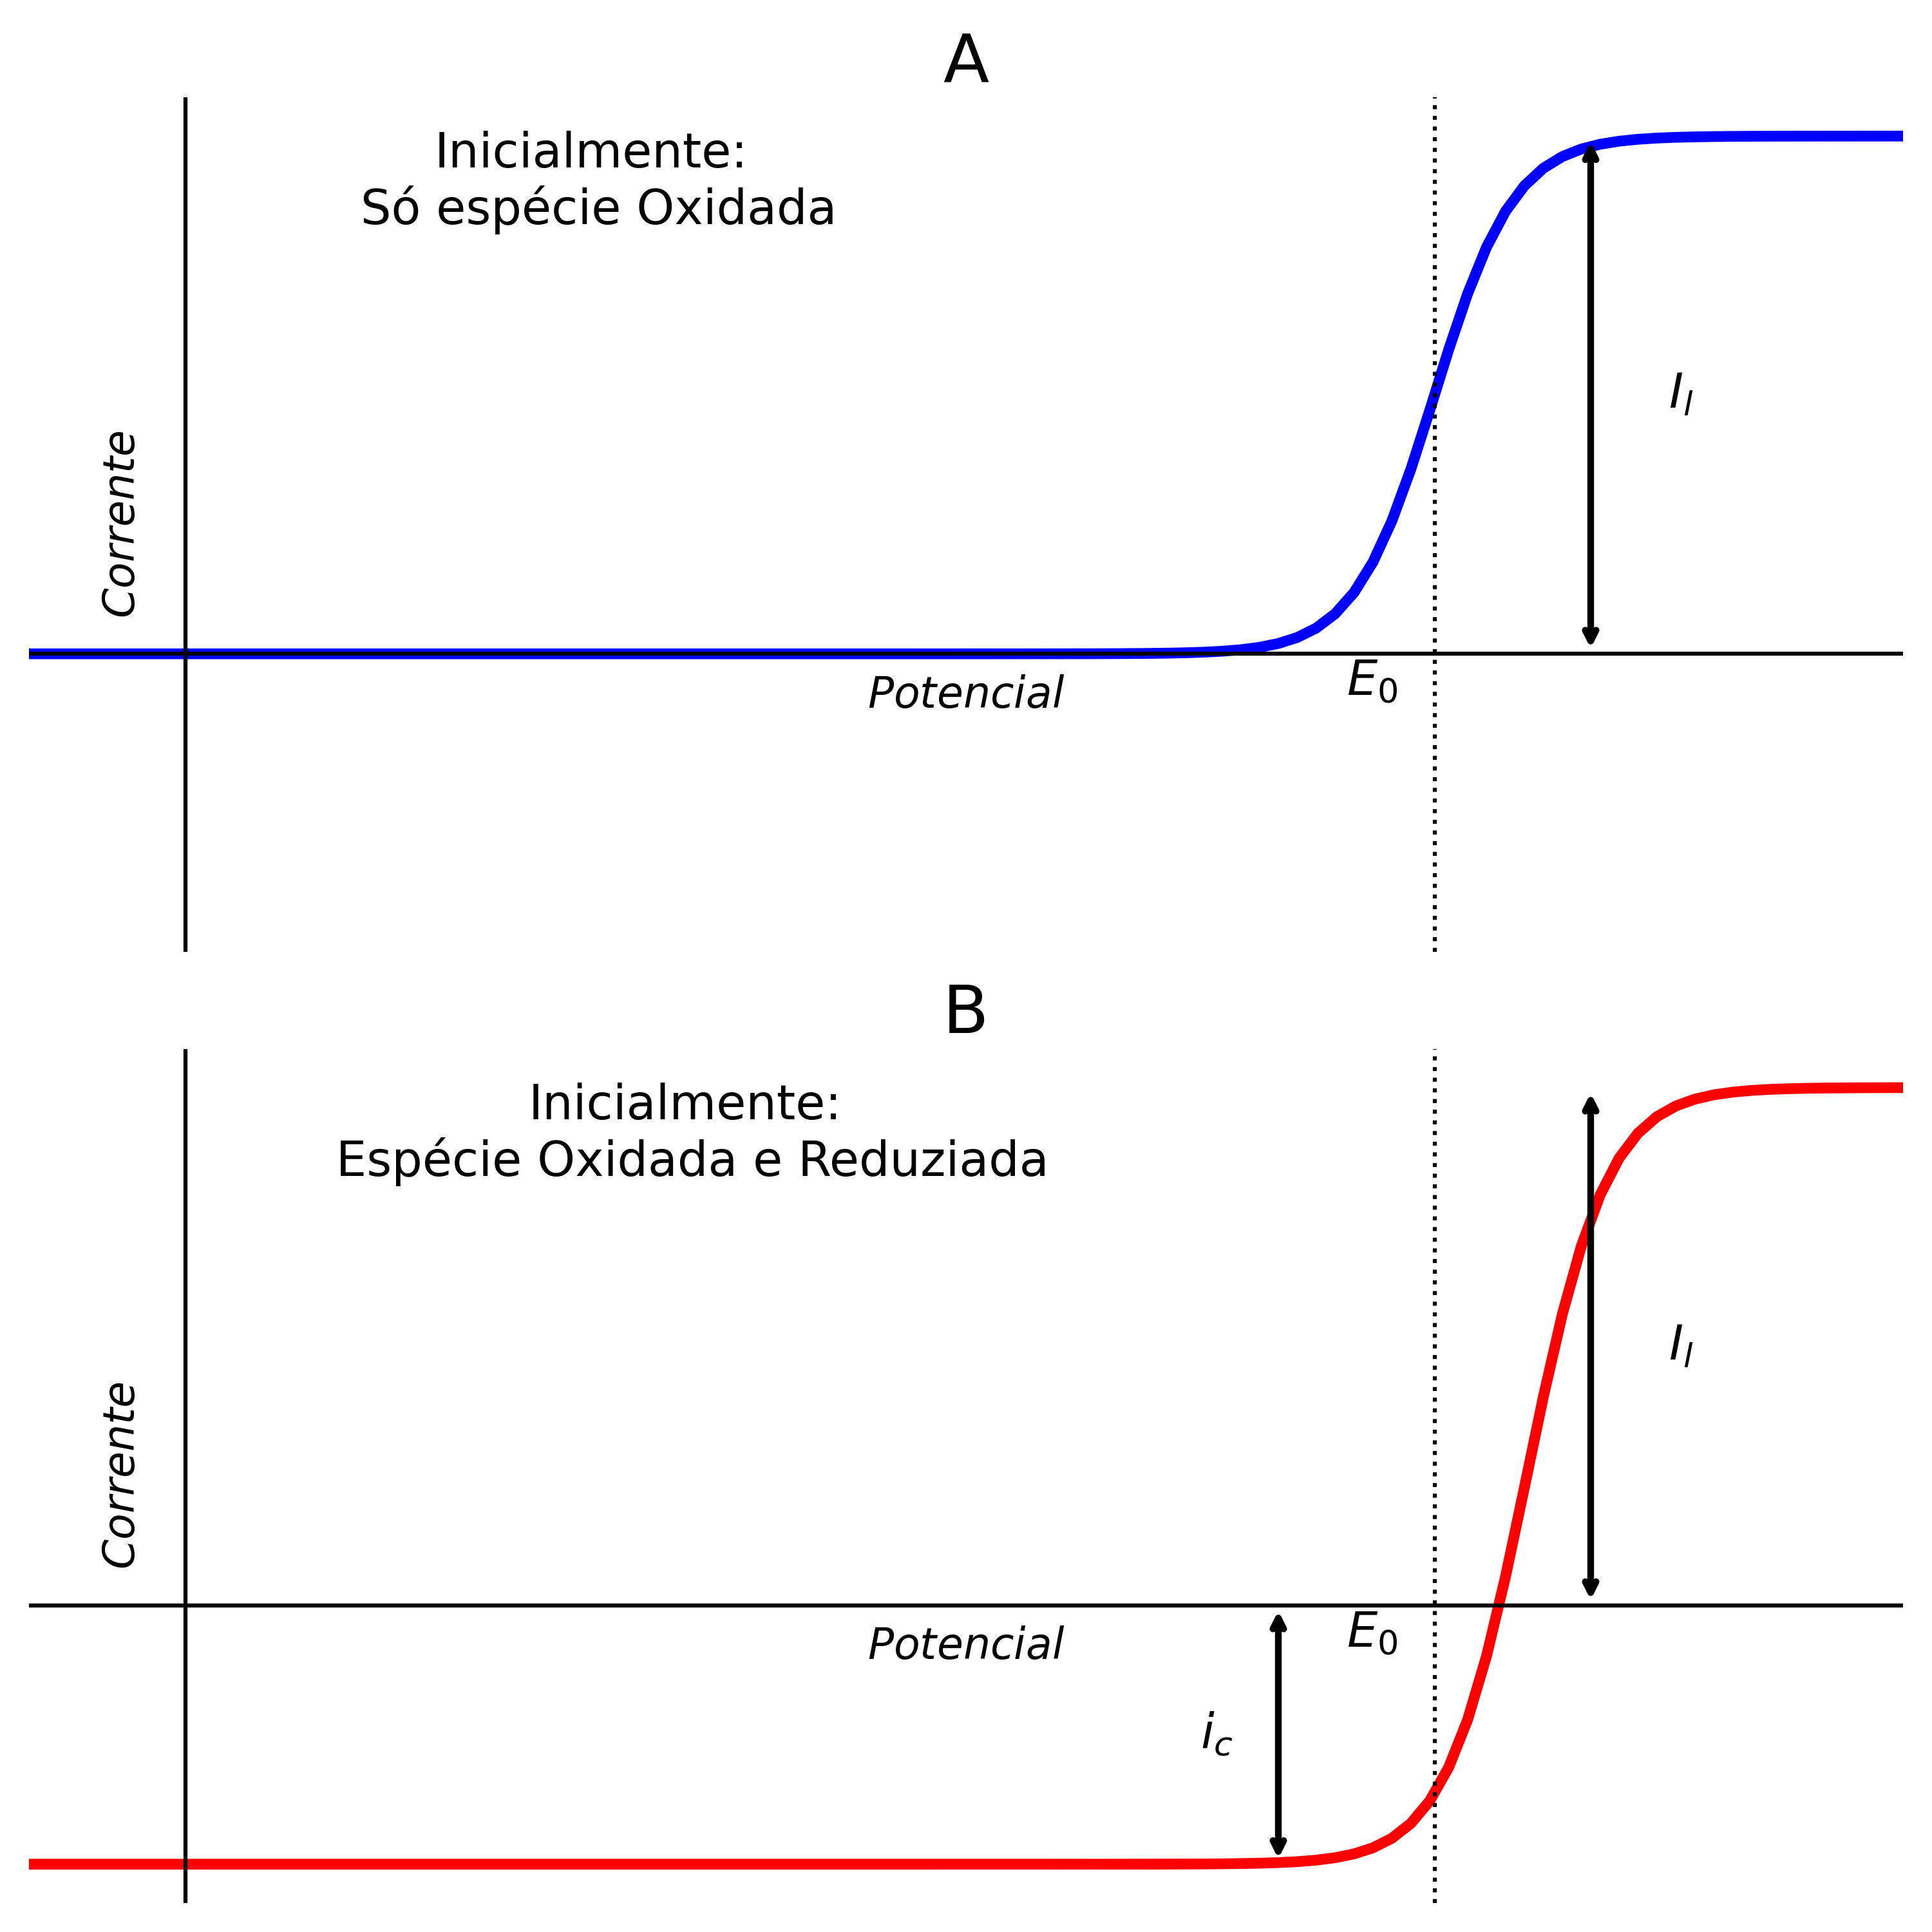 A
Inicialmente:
Só espécie Oxidada
Corrente
I_l
E_0
Potencial
B
Inicialmente:
Espécie Oxidada e Reduziada
Corrente
I_l
E_0
Potencial
i_c